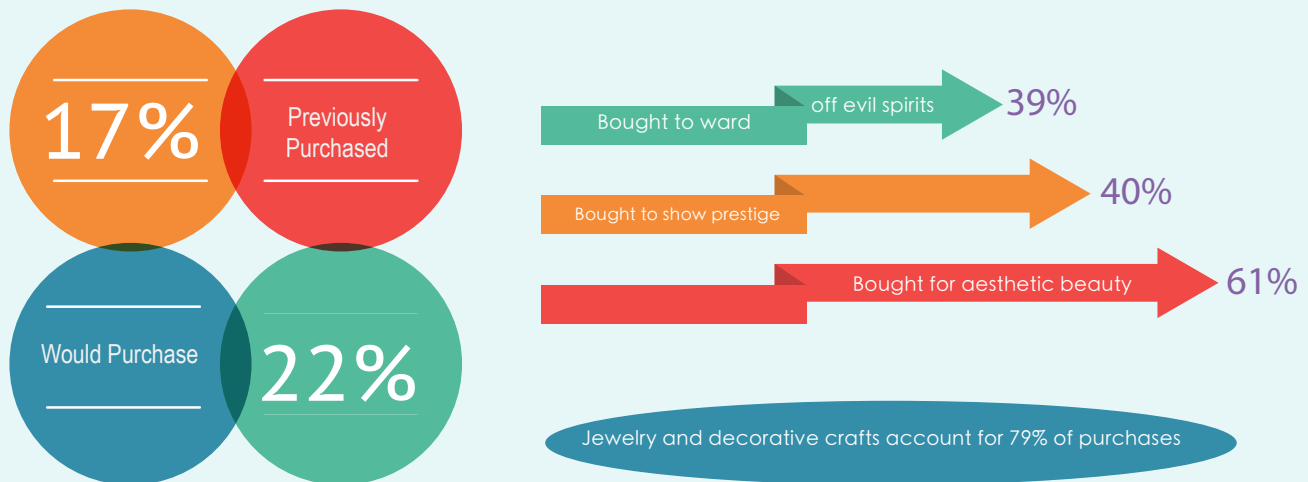 17%
Previously
Purchased
Would Purchase
22%
Bought to ward off evil spirits
39%
Bought to show prestige
40%
Bought for aesthetic beauty
61%
Jewelry and decorative crafts account for 79% of purchases